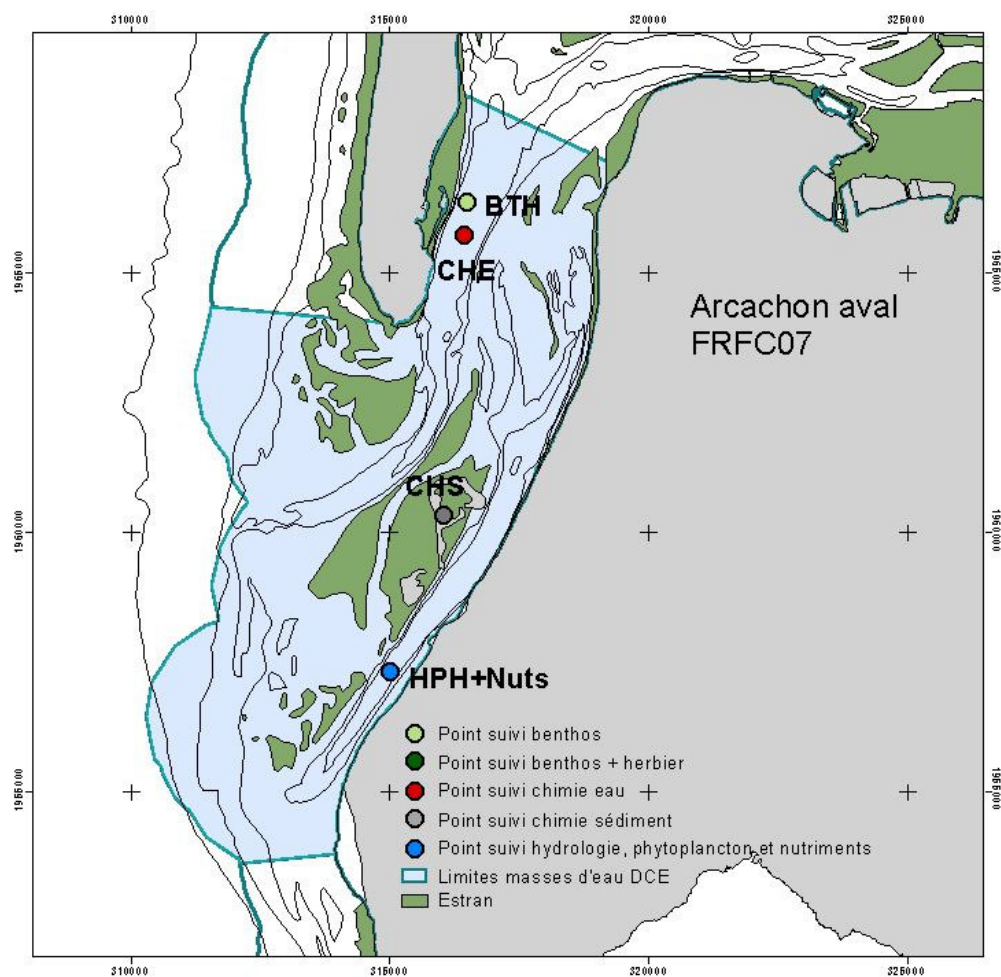 310000 315000 320000 325000
BTH
CHE
1965000 1965000
Arcachon aval
FRFC07
CHS
1960000 1960000
HPH+Nuts
Point suivi benthos
Point suivi benthos + herbier
1955000 1955000
Point suivi chimie eau
Point suivi chimie sédiment
Point suivi hydrologie, phytoplancton et nutriments
Limites masses d'eau DCE
Estran
310000 315000 320000 325000